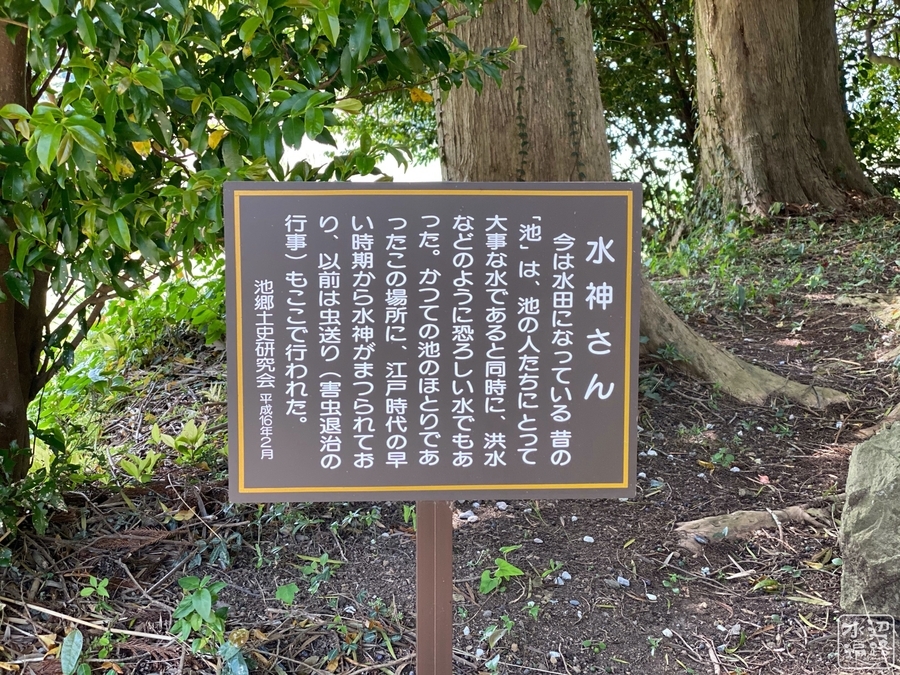 水神さん
今は水田になっている 昔の
「池」は、池の人たちにとって
大事な水であると同時に、洪水
などのように恐ろしい水でもあ
った。かつての池のほとりであ
ったこの場所に、江戸時代の早
い時期から水神がまつられてお
り、以前は虫送り（害虫退治の
行事）もここで行われた。
池郷土史研究会 平成16年2月